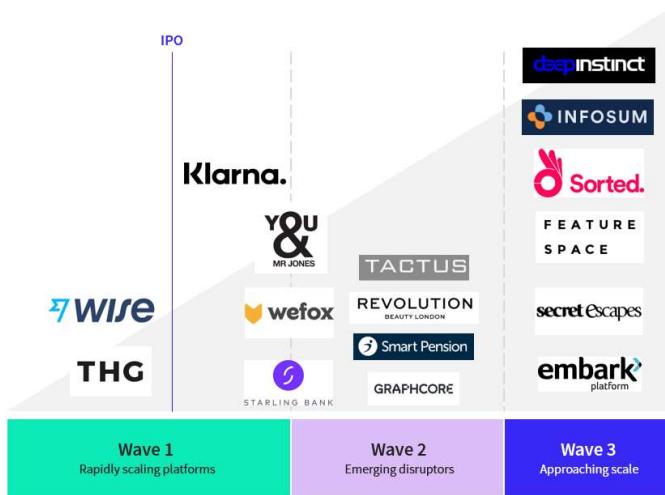 IPO
deepinstinct
INFOSUM
Klarna.
Sorted.
YOU
&
MR JONES
FEATURE
SPACE
TACTUS
WISE
wefox
REVOLUTION
BEAUTY LONDON
secret escapes
Smart Pension
THG
STARLING BANK
GRAPHCORE
embark
platform
Wave 1
Rapidly scaling platforms
Wave 2
Emerging disruptors
Wave 3
Approaching scale